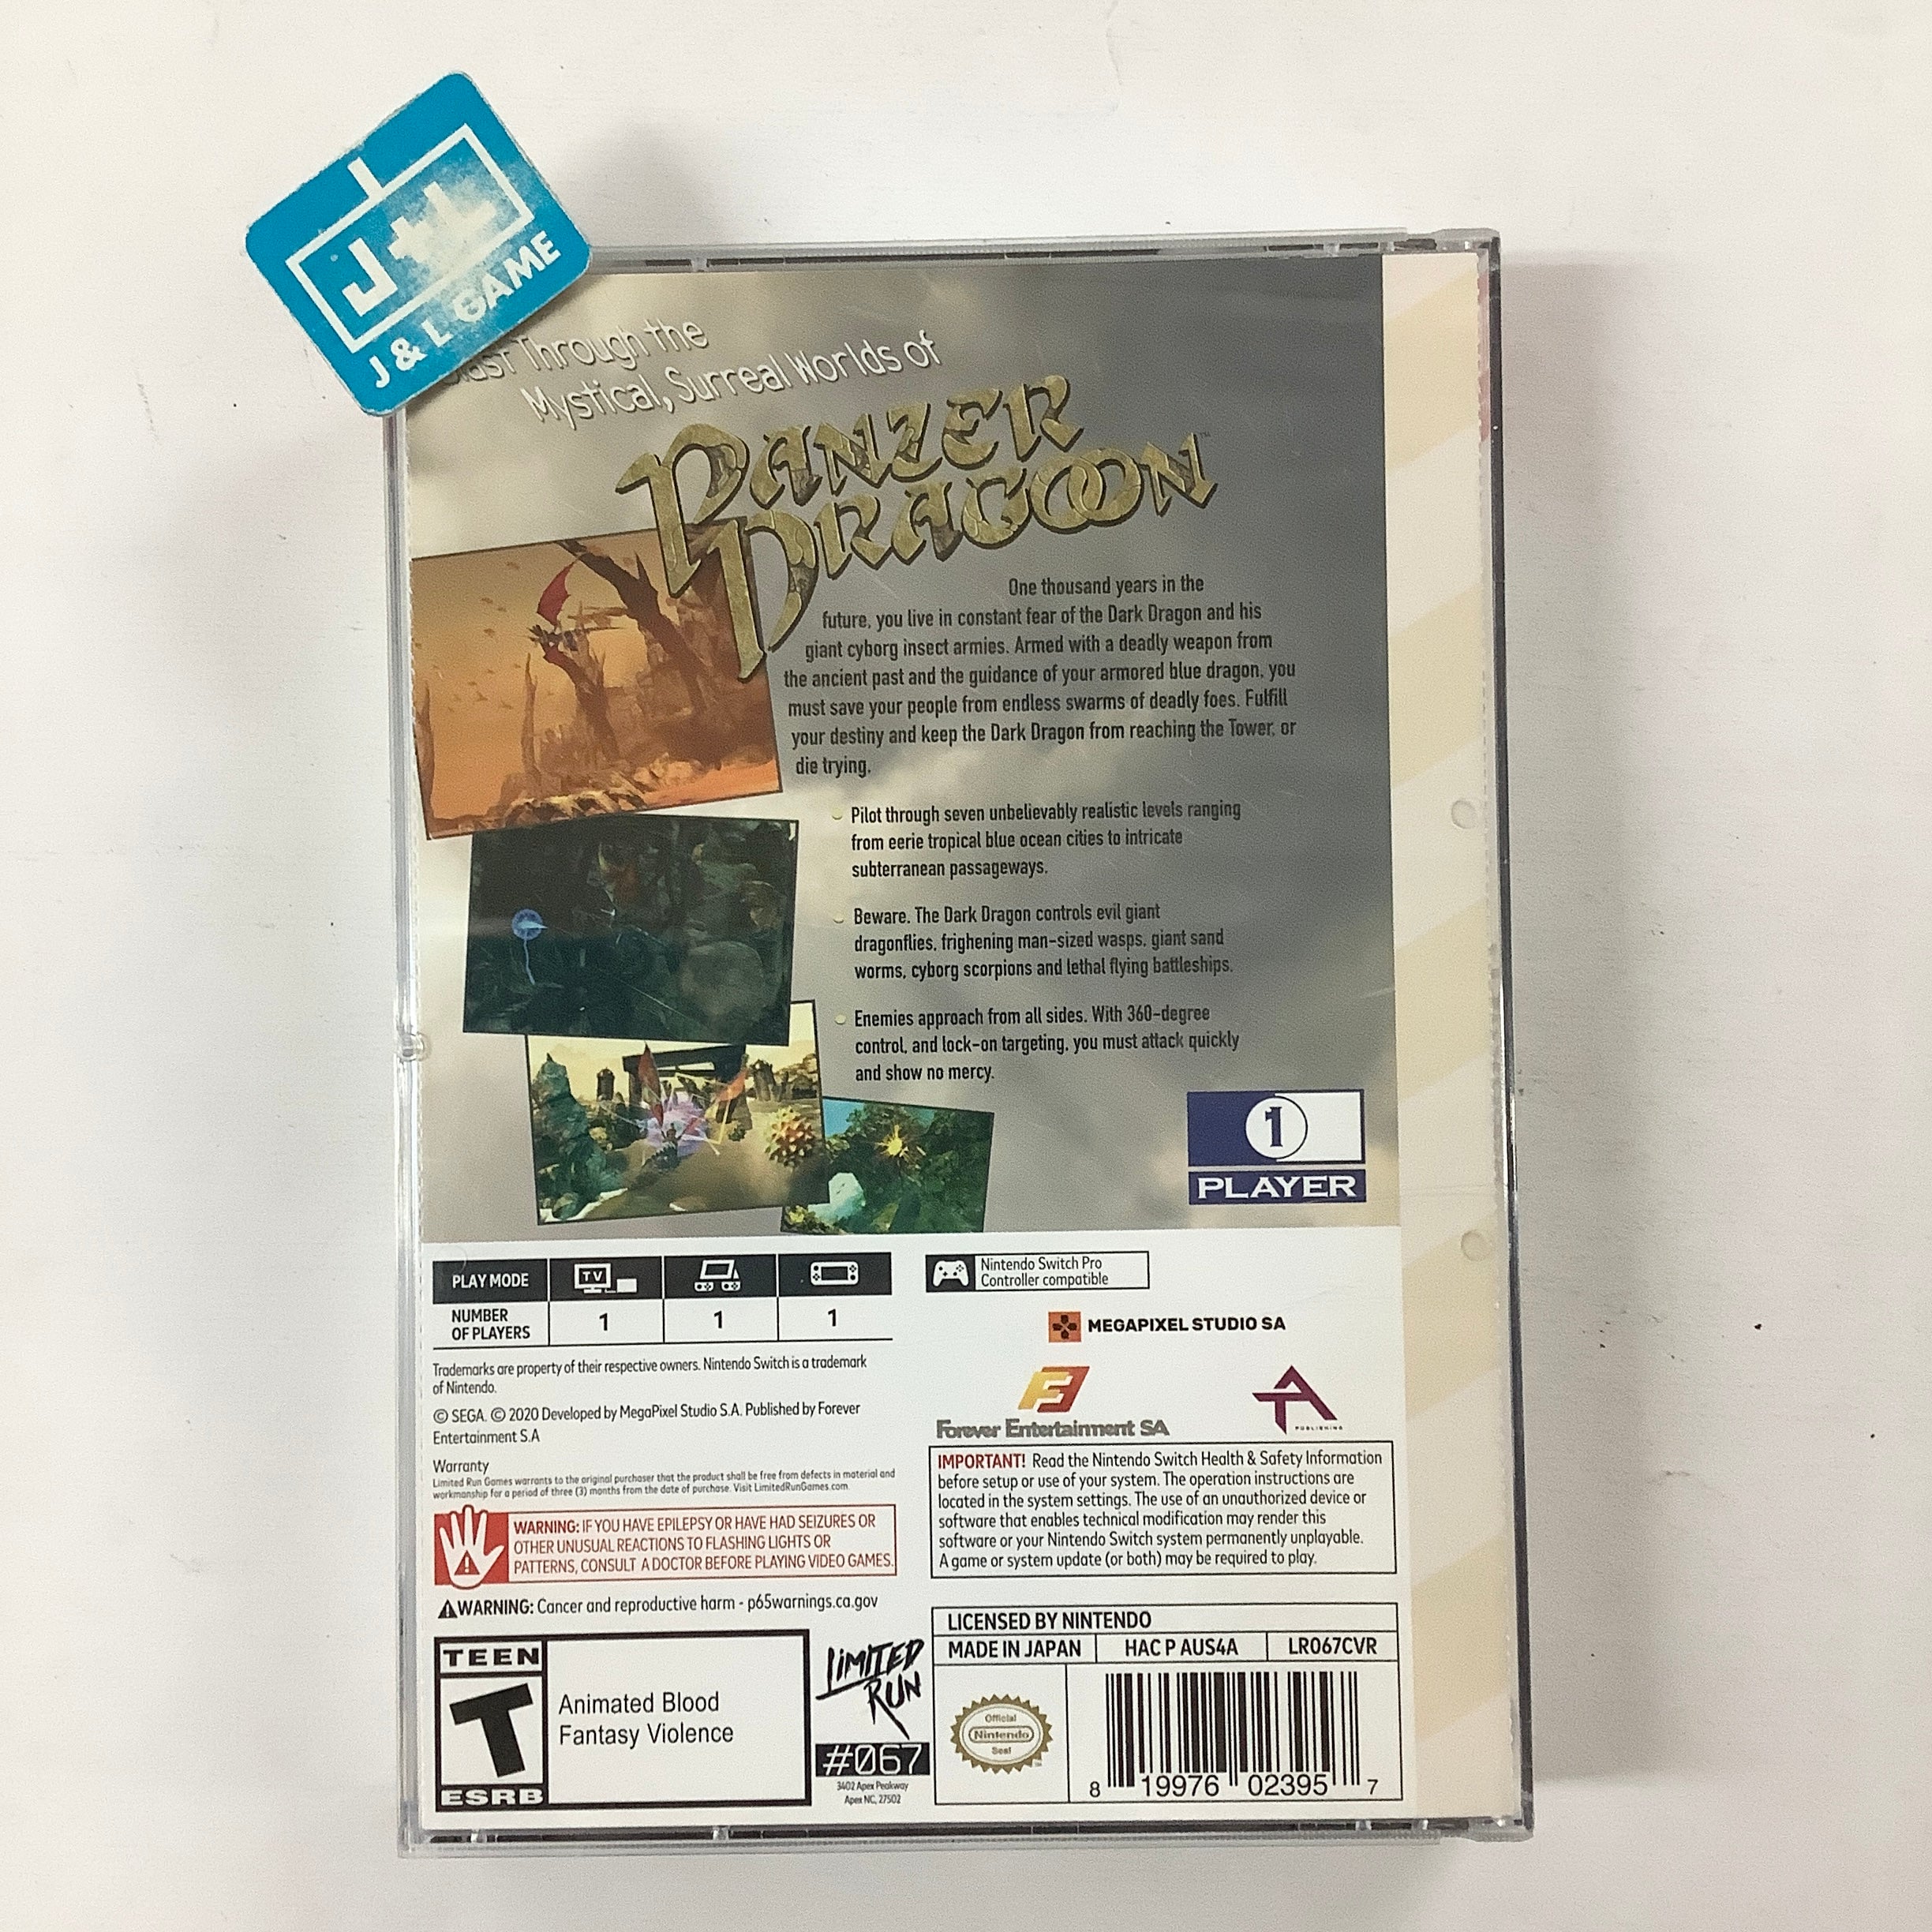 J+L
J & L GAME
Through the
Mystical, Surreal Worlds of
PANZER
DRAGOON
™
One thousand years in the
future, you live in constant fear of the Dark Dragon and his
giant cyborg insect armies. Armed with a deadly weapon from
the ancient past and the guidance of your armored blue dragon, you
must save your people from endless swarms of deadly foes. Fulfill
your destiny and keep the Dark Dragon from reaching the Tower, or
die trying.
Pilot through seven unbelievably realistic levels ranging
from eerie tropical blue ocean cities to intricate
subterranean passageways.
Beware. The Dark Dragon controls evil giant
dragonflies, frighening man-sized wasps, giant sand
worms, cyborg scorpions and lethal flying battleships.
Enemies approach from all sides. With 360-degree
control, and lock-on targeting, you must attack quickly
and show no mercy.
1
PLAYER
PLAY MODE
TV
NUMBER
OF PLAYERS
1 1 1
Nintendo Switch Pro
Controller compatible
MEGAPIXEL STUDIO SA
Forever Entertainment SA
PUBLISHING
Trademarks are property of their respective owners. Nintendo Switch is a trademark
of Nintendo.
© SEGA. © 2020 Developed by MegaPixel Studio S.A. Published by Forever
Entertainment S.A
Warranty
Limited Run Games warrants to the original purchaser that the product shall be free from defects in material and
workmanship for a period of three (3) months from the date of purchase. Visit LimitedRunGames.com.
WARNING: IF YOU HAVE EPILEPSY OR HAVE HAD SEIZURES OR
OTHER UNUSUAL REACTIONS TO FLASHING LIGHTS OR
PATTERNS, CONSULT A DOCTOR BEFORE PLAYING VIDEO GAMES.
WARNING: Cancer and reproductive harm - p65warnings.ca.gov
IMPORTANT! Read the Nintendo Switch Health & Safety Information
before setup or use of your system. The operation instructions are
located in the system settings. The use of an unauthorized device or
software that enables technical modification may render this
software or your Nintendo Switch system permanently unplayable.
A game or system update (or both) may be required to play.
TEEN
T
ESRB
Animated Blood
Fantasy Violence
LIMITED
RUN
#067
3402 Apex Peakway
Apex NC, 27502
LICENSED BY NINTENDO
MADE IN JAPAN HAC P AUS4A LR067CVR
Official
Nintendo
Seal
8 19976 02395 7